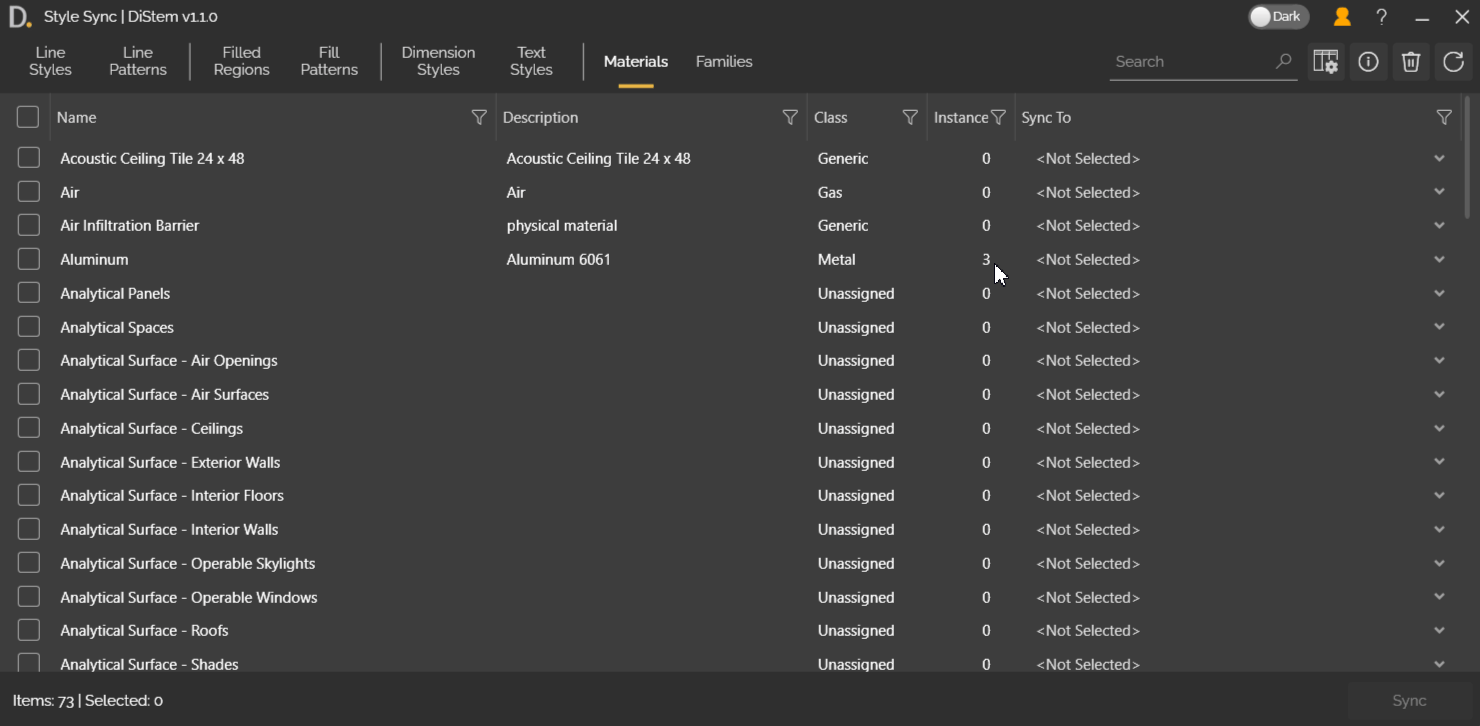 D. Style Sync | DiStem v1.1.0 Dark ?
Line Styles Line Patterns Filled Regions Fill Patterns Dimension Styles Text Styles Materials Families Search
Name Description Class Instance Sync To
Acoustic Ceiling Tile 24 x 48 Acoustic Ceiling Tile 24 x 48 Generic 0 <Not Selected>
Air Air Gas 0 <Not Selected>
Air Infiltration Barrier physical material Generic 0 <Not Selected>
Aluminum Aluminum 6061 Metal 3 <Not Selected>
Analytical Panels Unassigned 0 <Not Selected>
Analytical Spaces Unassigned 0 <Not Selected>
Analytical Surface - Air Openings Unassigned 0 <Not Selected>
Analytical Surface - Air Surfaces Unassigned 0 <Not Selected>
Analytical Surface - Ceilings Unassigned 0 <Not Selected>
Analytical Surface - Exterior Walls Unassigned 0 <Not Selected>
Analytical Surface - Interior Floors Unassigned 0 <Not Selected>
Analytical Surface - Interior Walls Unassigned 0 <Not Selected>
Analytical Surface - Operable Skylights Unassigned 0 <Not Selected>
Analytical Surface - Operable Windows Unassigned 0 <Not Selected>
Analytical Surface - Roofs Unassigned 0 <Not Selected>
Analytical Surface - Shades Unassigned 0 <Not Selected>
Items: 73 | Selected: 0 Sync